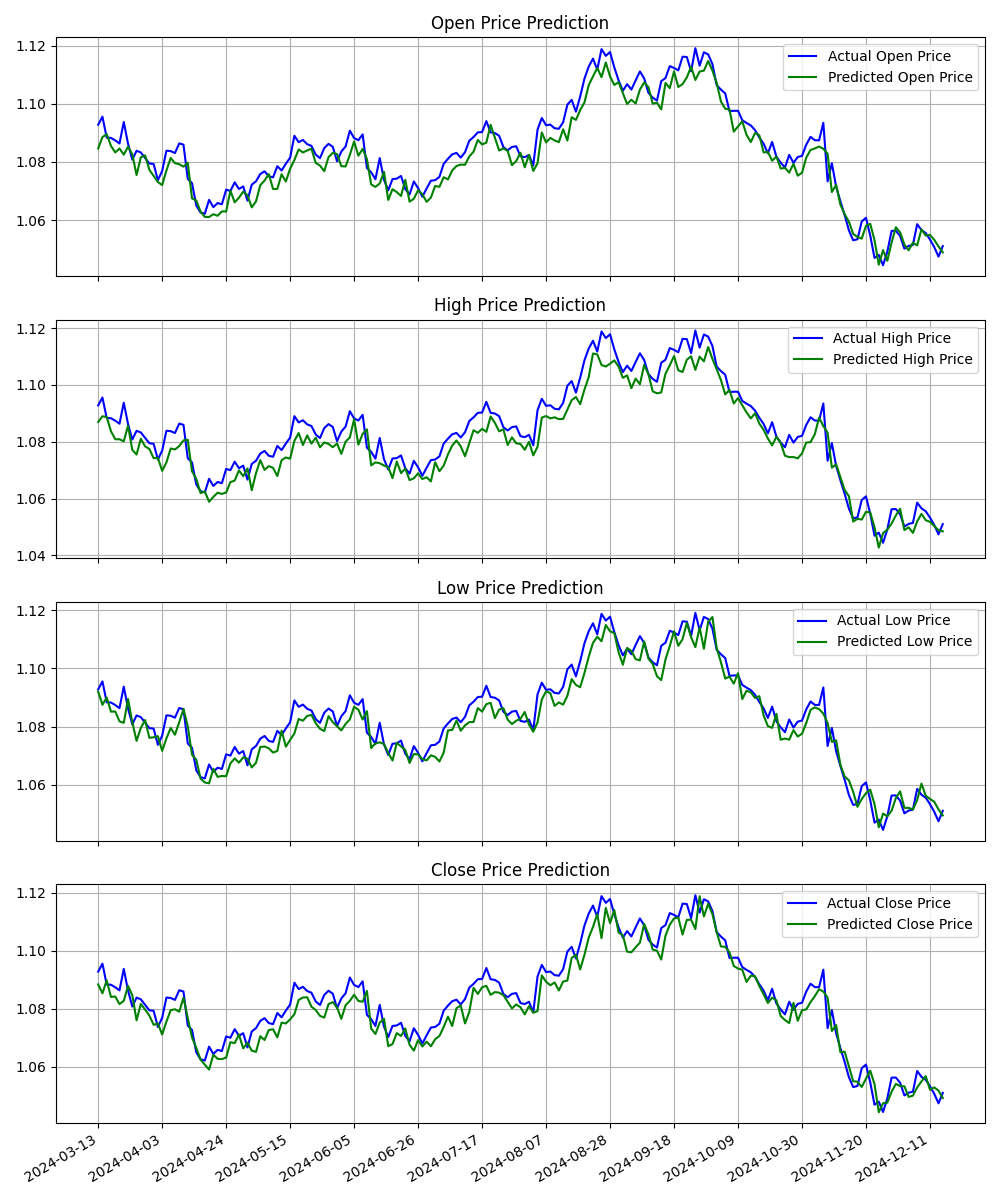 Open Price Prediction
1.12
1.10
1.08
1.06
Actual Open Price
Predicted Open Price
High Price Prediction
1.12
1.10
1.08
1.06
1.04
Actual High Price
Predicted High Price
Low Price Prediction
1.12
1.10
1.08
1.06
Actual Low Price
Predicted Low Price
Close Price Prediction
1.12
1.10
1.08
1.06
Actual Close Price
Predicted Close Price
2024-03-13
2024-04-03
2024-04-24
2024-05-15
2024-06-05
2024-06-26
2024-07-17
2024-08-07
2024-08-28
2024-09-18
2024-10-09
2024-10-30
2024-11-20
2024-12-11